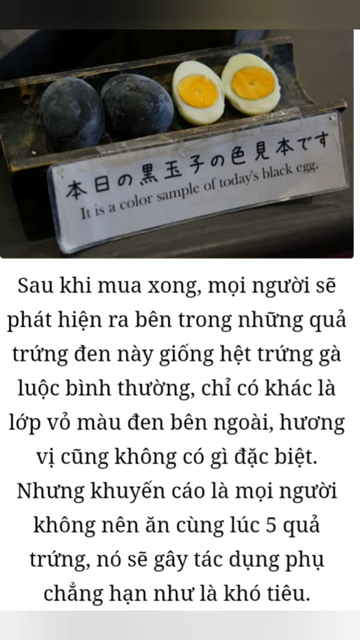 本日の黒玉子の色見本です
It is a color sample of today's black egg.
Sau khi mua xong, mọi người sẽ
phát hiện ra bên trong những quả
trứng đen này giống hệt trứng gà
luộc bình thường, chỉ có khác là
lớp vỏ màu đen bên ngoài, hương
vị cũng không có gì đặc biệt.
Nhưng khuyến cáo là mọi người
không nên ăn cùng lúc 5 quả
trứng, nó sẽ gây tác dụng phụ
chẳng hạn như là khó tiêu.